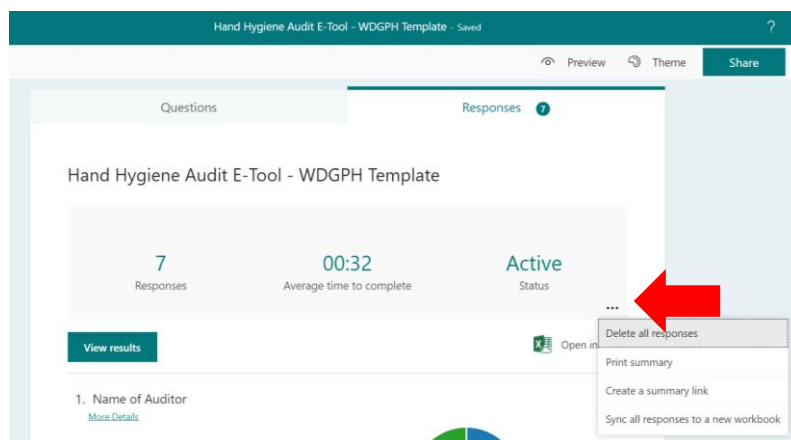 Hand Hygiene Audit E-Tool - WDGPH Template - Saved ?
Preview Theme Share
Questions Responses 7
Hand Hygiene Audit E-Tool - WDGPH Template
7 00:32 Active
Responses Average time to complete Status
...
View results Open in
Delete all responses
Print summary
Create a summary link
Sync all responses to a new workbook
1. Name of Auditor
More Details